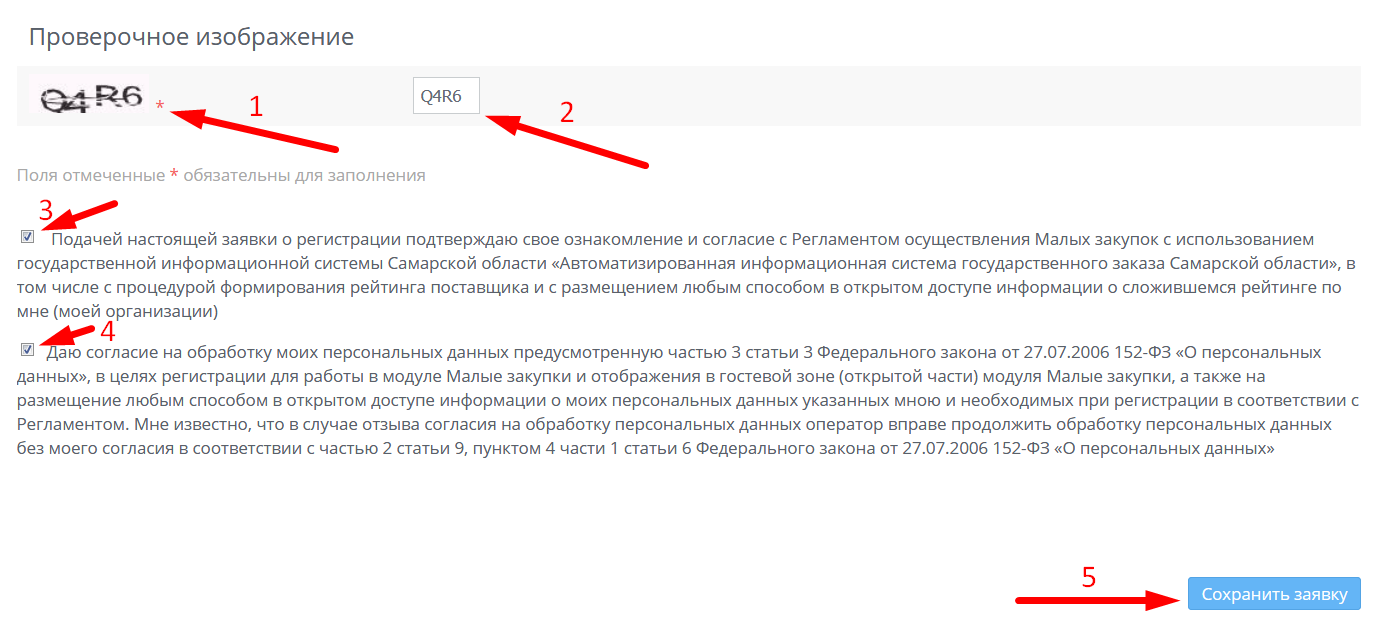 Проверочное изображение
Q4R6 * 1 Q4R6 2
Поля отмеченные * обязательны для заполнения
3
Подачей настоящей заявки о регистрации подтверждаю свое ознакомление и согласие с Регламентом осуществления Малых закупок с использованием
государственной информационной системы Самарской области «Автоматизированная информационная система государственного заказа Самарской области», в
том числе с процедурой формирования рейтинга поставщика и с размещением любым способом в открытом доступе информации о сложившемся рейтинге по
мне (моей организации)
4
Даю согласие на обработку моих персональных данных предусмотренную частью 3 статьи 3 Федерального закона от 27.07.2006 152-ФЗ «О персональных
данных», в целях регистрации для работы в модуле Малые закупки и отображения в гостевой зоне (открытой части) модуля Малые закупки, а также на
размещение любым способом в открытом доступе информации о моих персональных данных указанных мною и необходимых при регистрации в соответствии с
Регламентом. Мне известно, что в случае отзыва согласия на обработку персональных данных оператор вправе продолжить обработку персональных данных
без моего согласия в соответствии с частью 2 статьи 9, пунктом 4 части 1 статьи 6 Федерального закона от 27.07.2006 152-ФЗ «О персональных данных»
5
Сохранить заявку